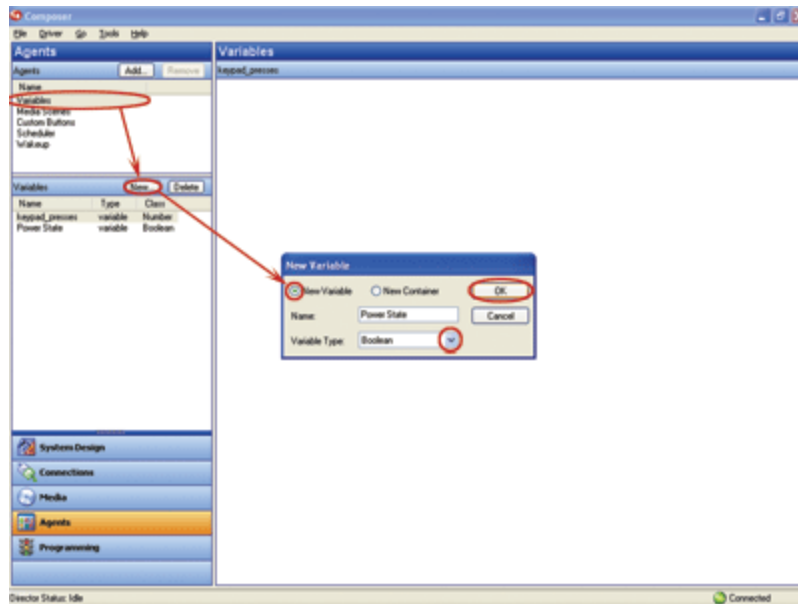 Composer
File Driver Go Tools Help
Agents
Variables
Agents Add... Remove
keypad_presses
Name
Variables
Media Scenes
Custom Buttons
Scheduler
Wakeup
Variables New... Delete
Name Type Class
keypad_presses variable Number
Power State variable Boolean
New Variable
New Variable New Container OK
Name: Power State Cancel
Variable Type: Boolean
System Design
Connections
Media
Agents
Programming
Director Status: Idle
Connected